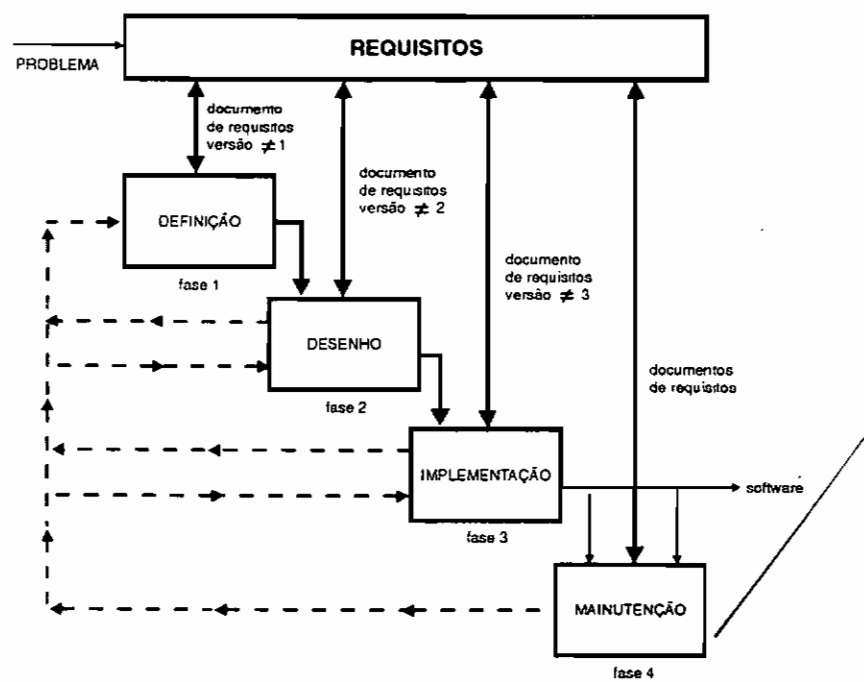 REQUISITOS
PROBLEMA
documento
de requisitos
versão ≠ 1
documento
de requisitos
versão ≠ 2
DEFINIÇÃO
fase 1
documento
de requisitos
versão ≠ 3
DESENHO
fase 2
documentos
de requisitos
IMPLEMENTAÇÃO
software
fase 3
MAINUTENÇÃO
fase 4